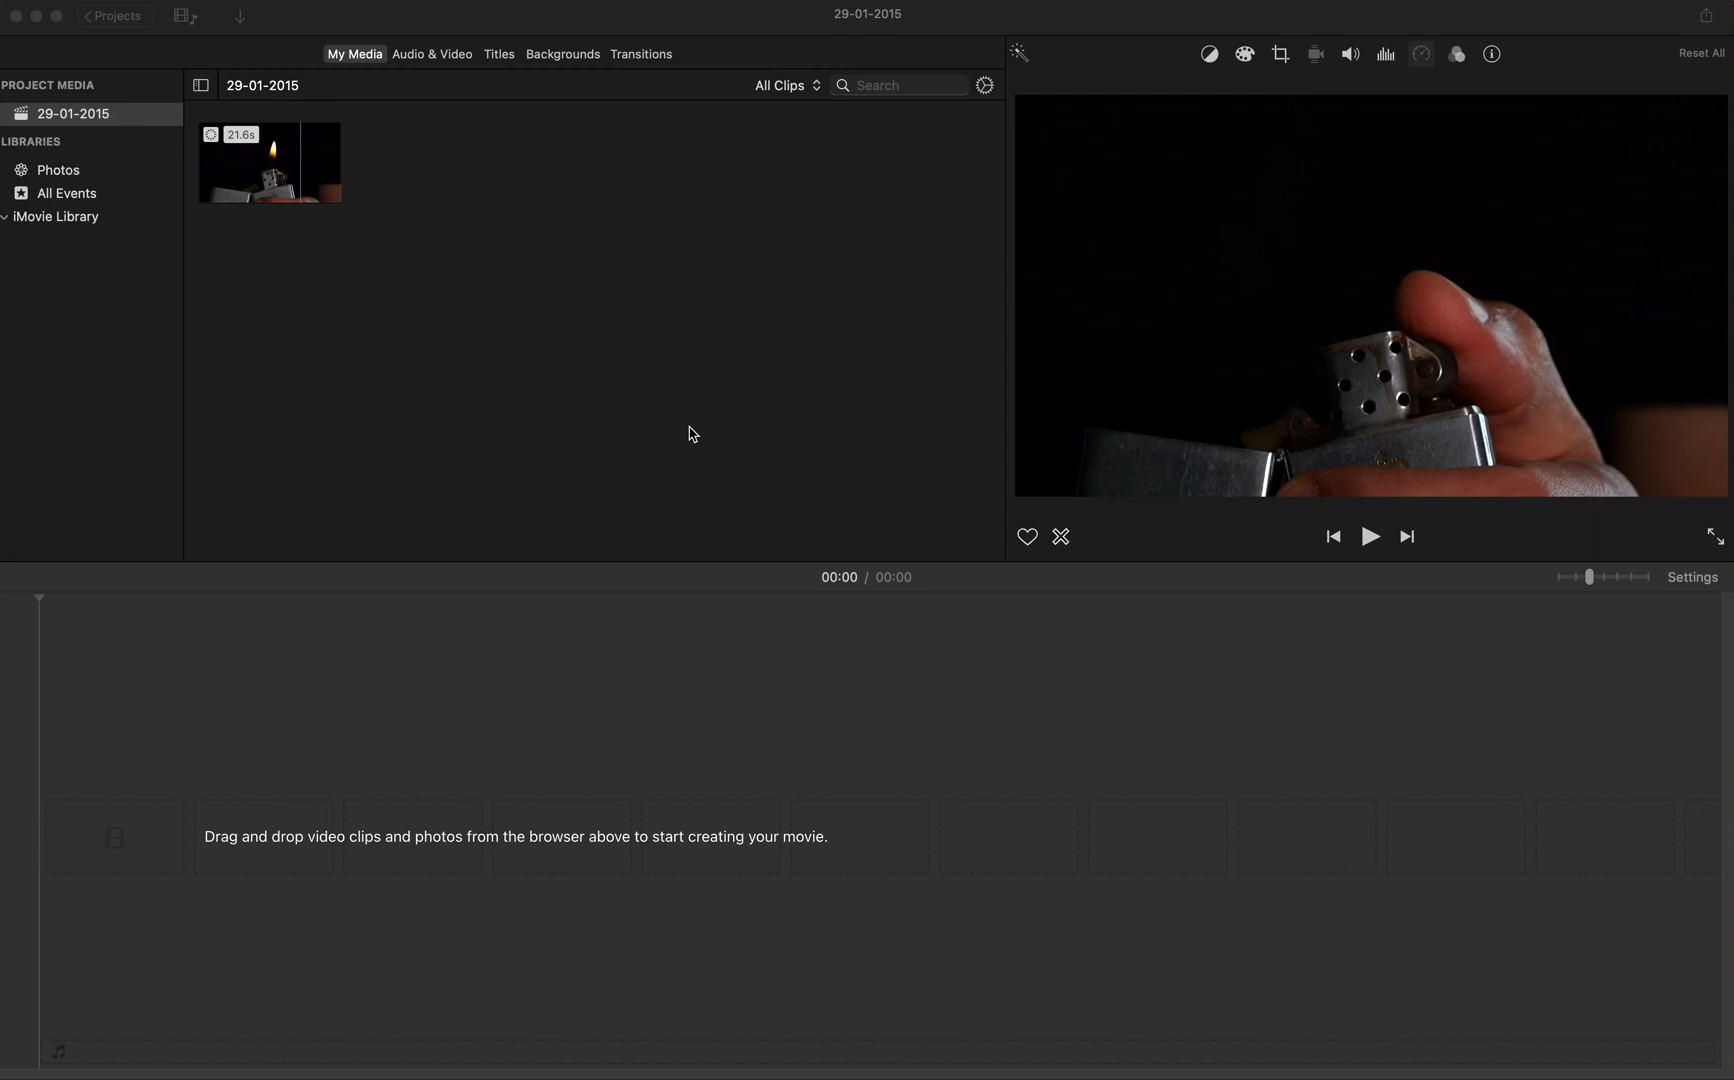 Projects
29-01-2015
My Media Audio & Video Titles Backgrounds Transitions
Reset All
PROJECT MEDIA
29-01-2015
All Clips
Search
29-01-2015
LIBRARIES
21.6s
Photos
All Events
iMovie Library
00:00 / 00:00
Settings
Drag and drop video clips and photos from the browser above to start creating your movie.